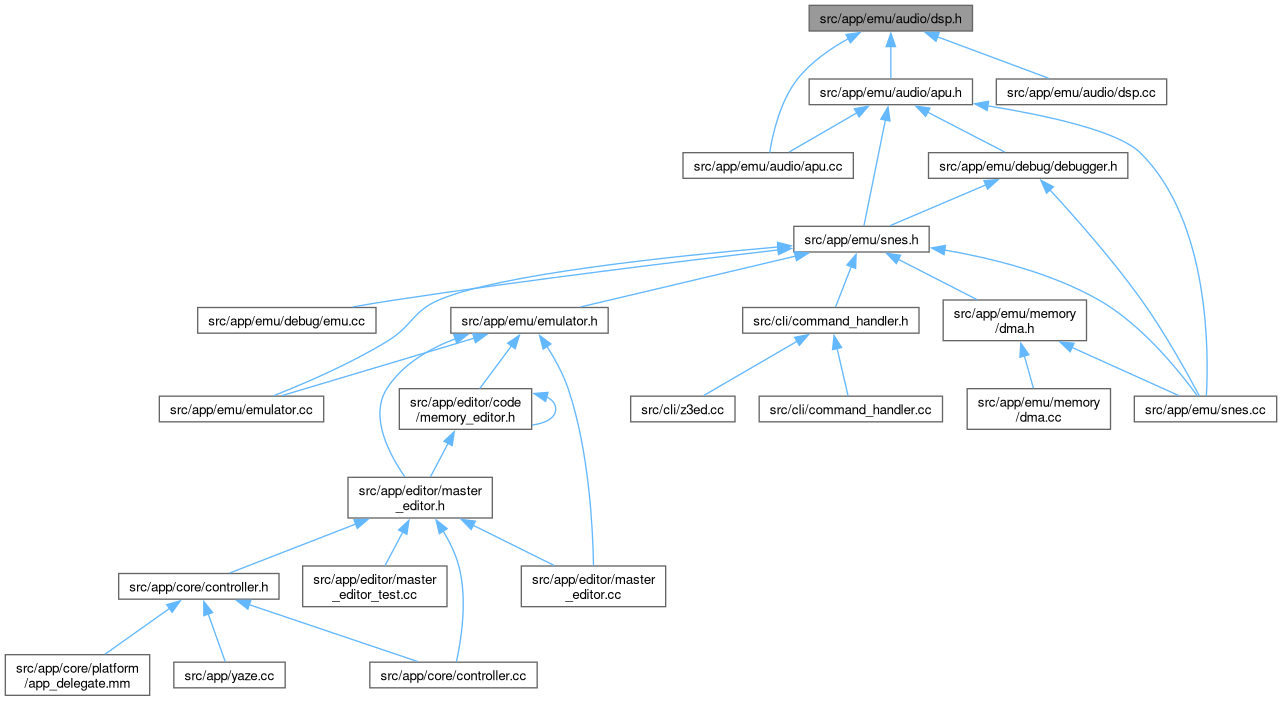 src/app/emu/audio/dsp.h
src/app/emu/audio/apu.h
src/app/emu/audio/dsp.cc
src/app/emu/audio/apu.cc
src/app/emu/debug/debugger.h
src/app/emu/snes.h
src/app/emu/debug/emu.cc
src/app/emu/emulator.h
src/cli/command_handler.h
src/app/emu/memory
/dma.h
src/app/emu/emulator.cc
src/app/editor/code
/memory_editor.h
src/cli/z3ed.cc
src/cli/command_handler.cc
src/app/emu/memory
/dma.cc
src/app/emu/snes.cc
src/app/editor/master
_editor.h
src/app/core/controller.h
src/app/editor/master
_editor_test.cc
src/app/editor/master
_editor.cc
src/app/core/platform
/app_delegate.mm
src/app/yaze.cc
src/app/core/controller.cc